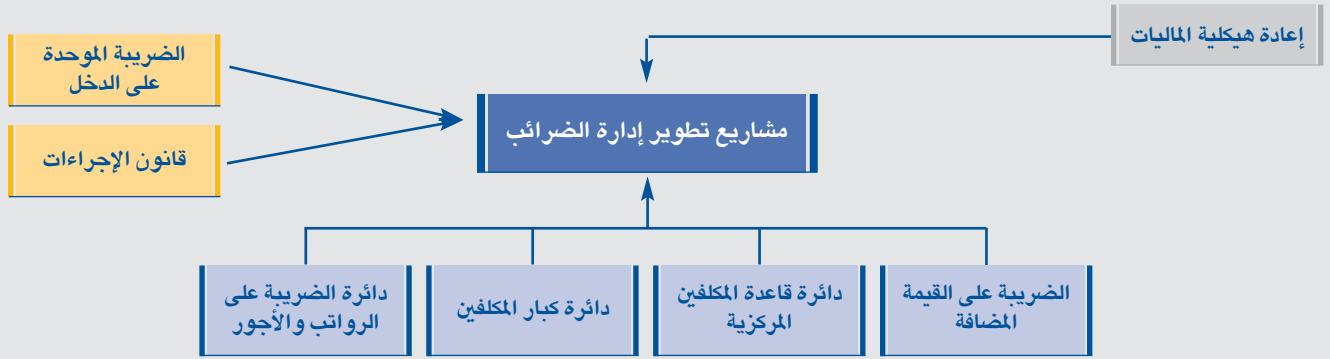 إعادة هيكلية الماليات
الضريبة الموحدة
على الدخل
قانون الإجراءات
مشاريع تطوير إدارة الضرائب
الضريبة على القيمة
المضافة
دائرة قاعدة المكلفين
المركزية
دائرة كبار المكلفين
دائرة الضريبة على
الرواتب والأجور